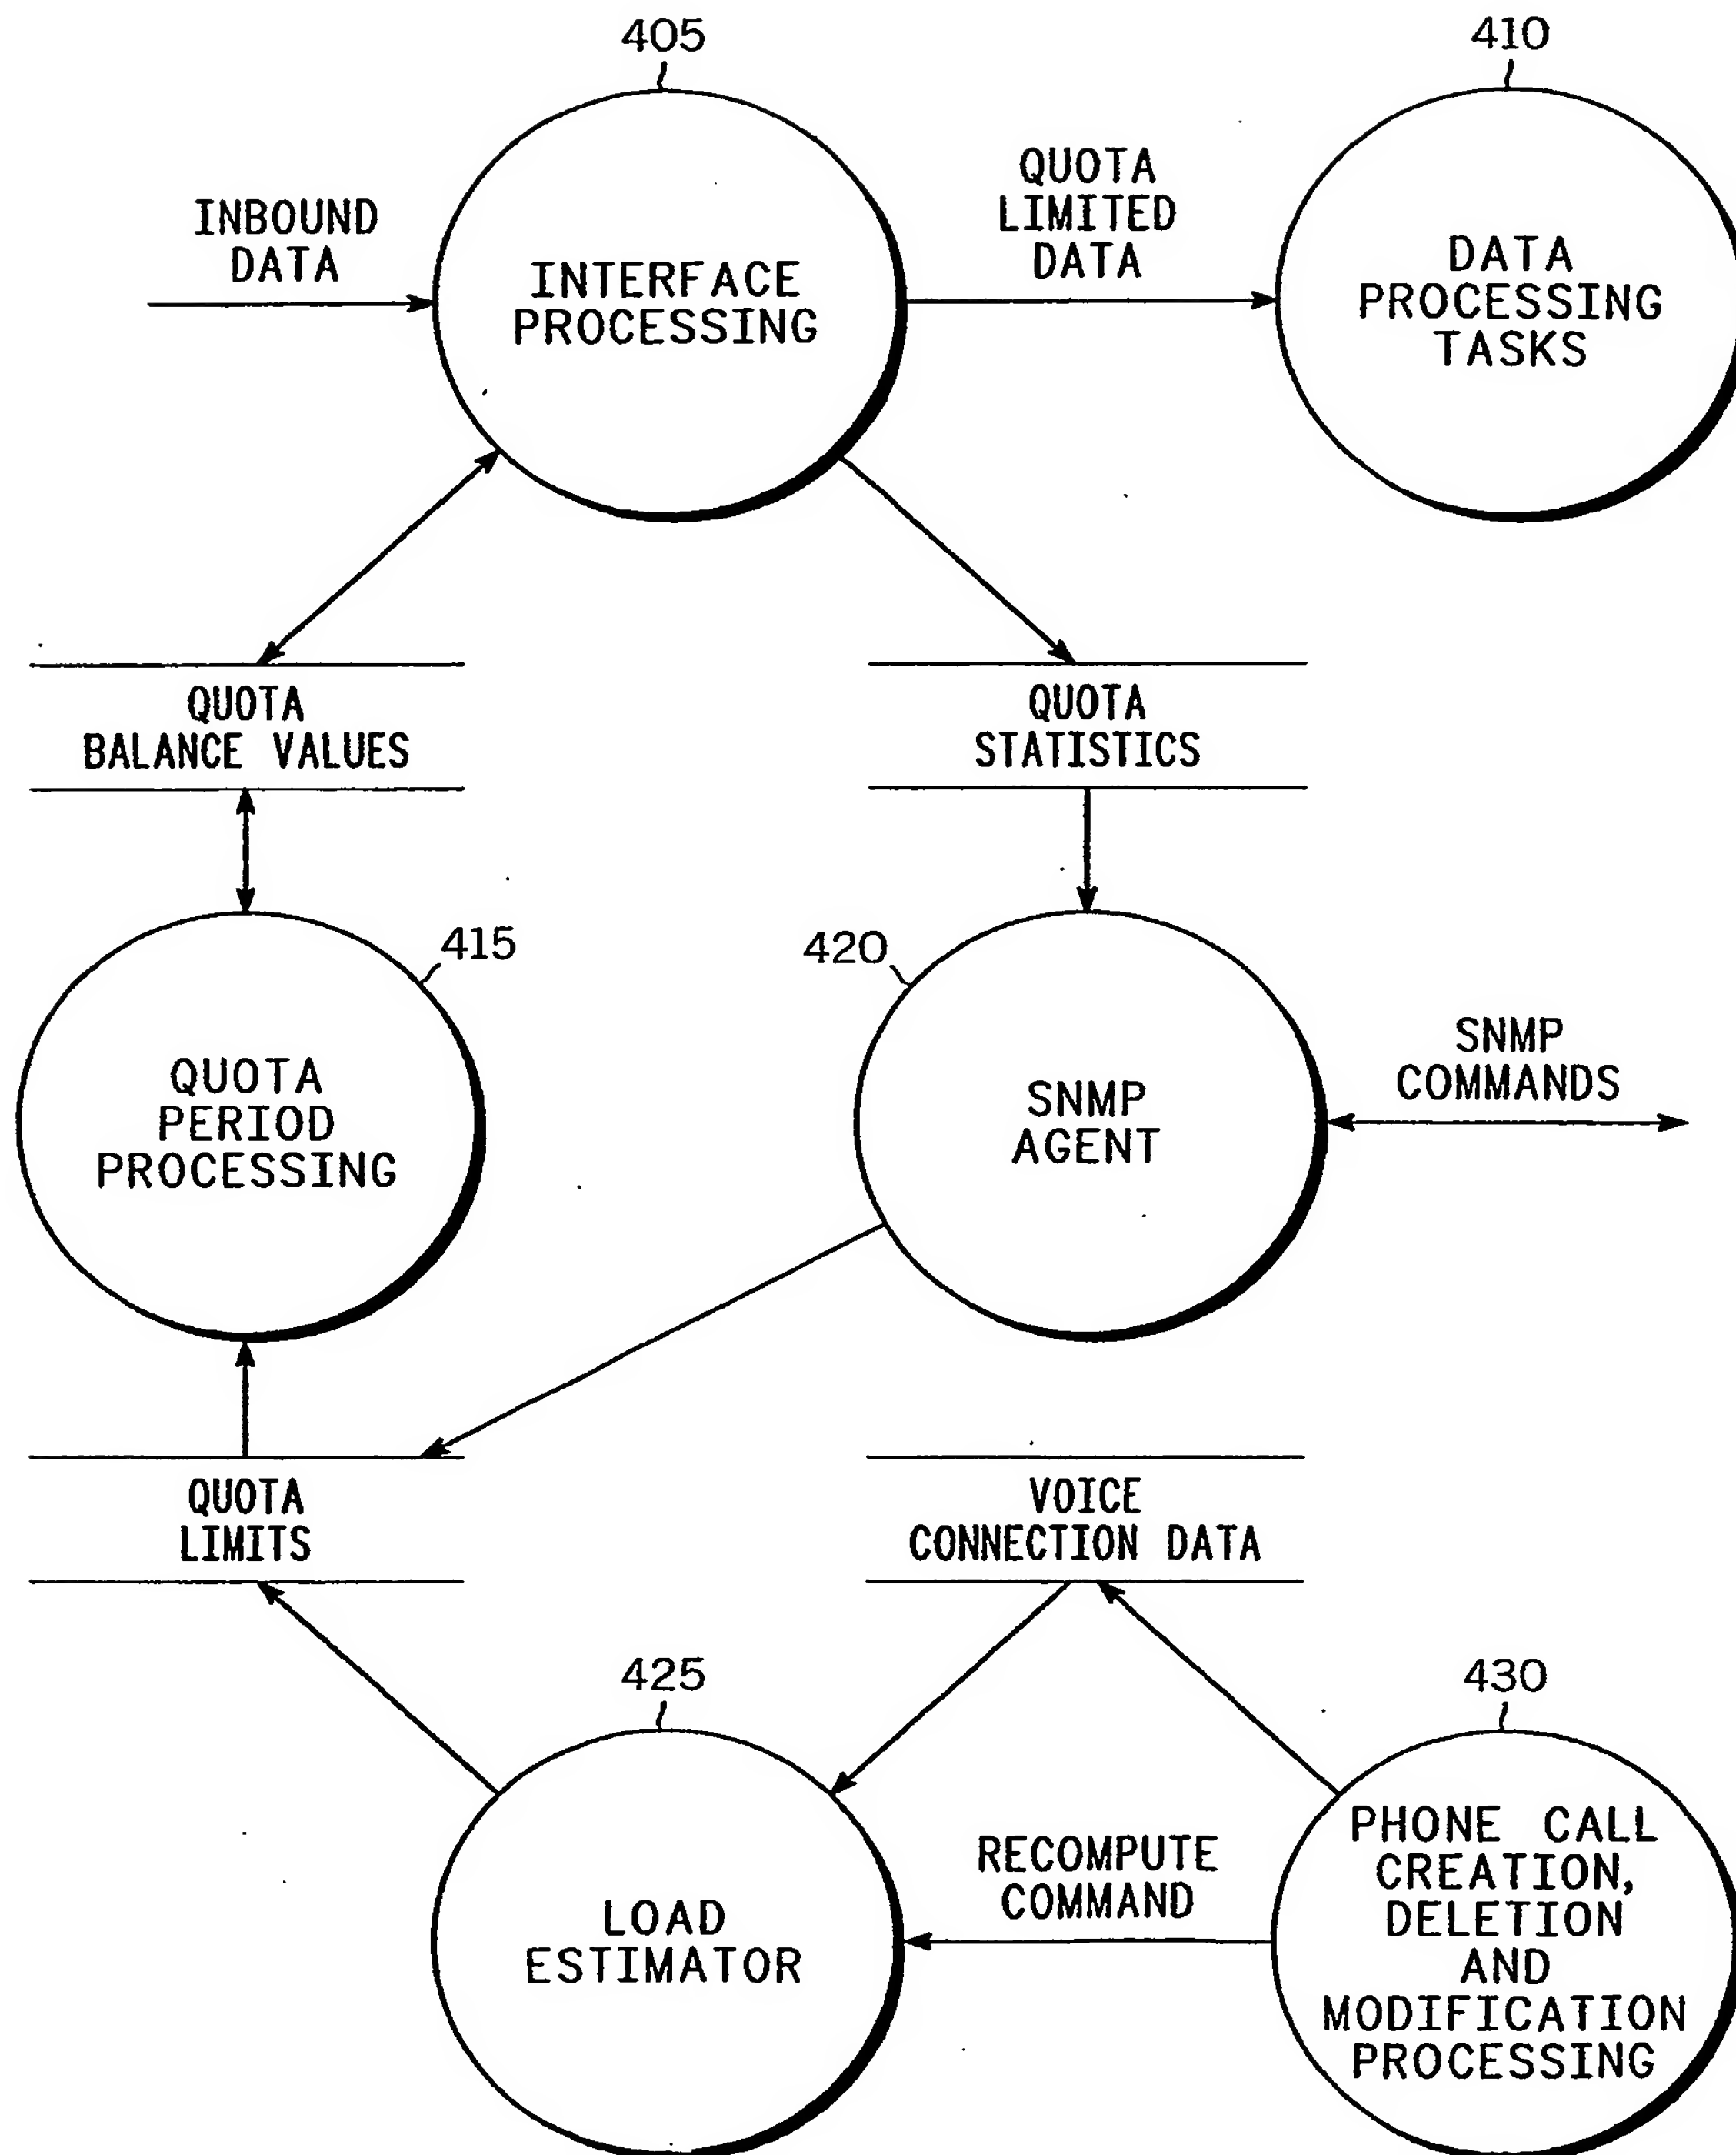 405
410
INBOUND
DATA
INTERFACE
PROCESSING
QUOTA
LIMITED
DATA
DATA
PROCESSING
TASKS
QUOTA
BALANCE VALUES
QUOTA
STATISTICS
415
420
QUOTA
PERIOD
PROCESSING
SNMP
AGENT
SNMP
COMMANDS
QUOTA
LIMITS
VOICE
CONNECTION DATA
425
430
LOAD
ESTIMATOR
RECOMPUTE
COMMAND
PHONE CALL
CREATION,
DELETION
AND
MODIFICATION
PROCESSING